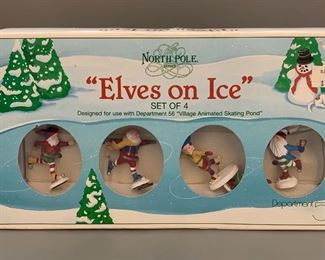 NORTH POLE
"Elves on Ice"
SET OF 4
Designed for use with Department 56 "Village Animated Skating Pond"
Department